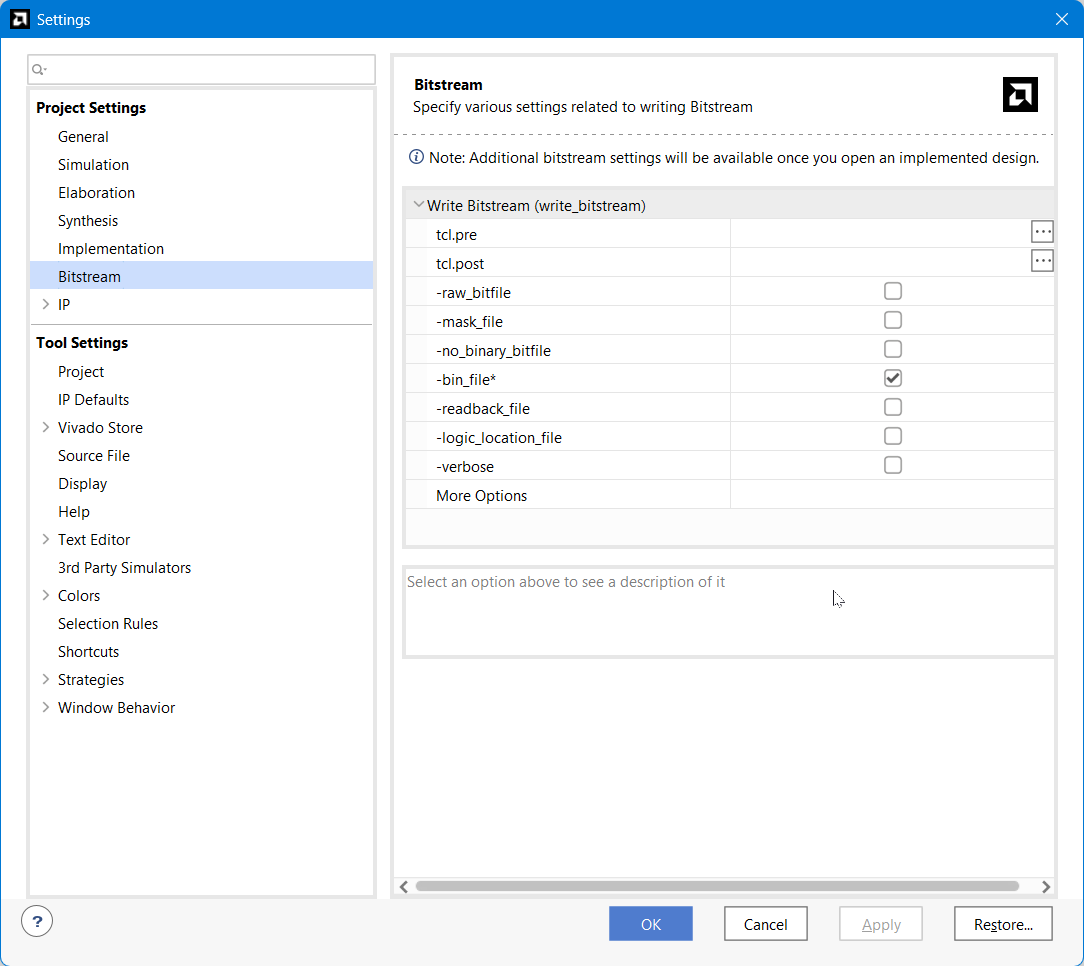 Settings
Project Settings
General
Simulation
Elaboration
Synthesis
Implementation
Bitstream
IP
Tool Settings
Project
IP Defaults
Vivado Store
Source File
Display
Help
Text Editor
3rd Party Simulators
Colors
Selection Rules
Shortcuts
Strategies
Window Behavior
Bitstream
Specify various settings related to writing Bitstream
Note: Additional bitstream settings will be available once you open an implemented design.
Write Bitstream (write_bitstream)
tcl.pre
...
tcl.post
...
-raw_bitfile
-mask_file
-no_binary_bitfile
-bin_file*
-readback_file
-logic_location_file
-verbose
More Options
Select an option above to see a description of it
? OK Cancel Apply Restore...